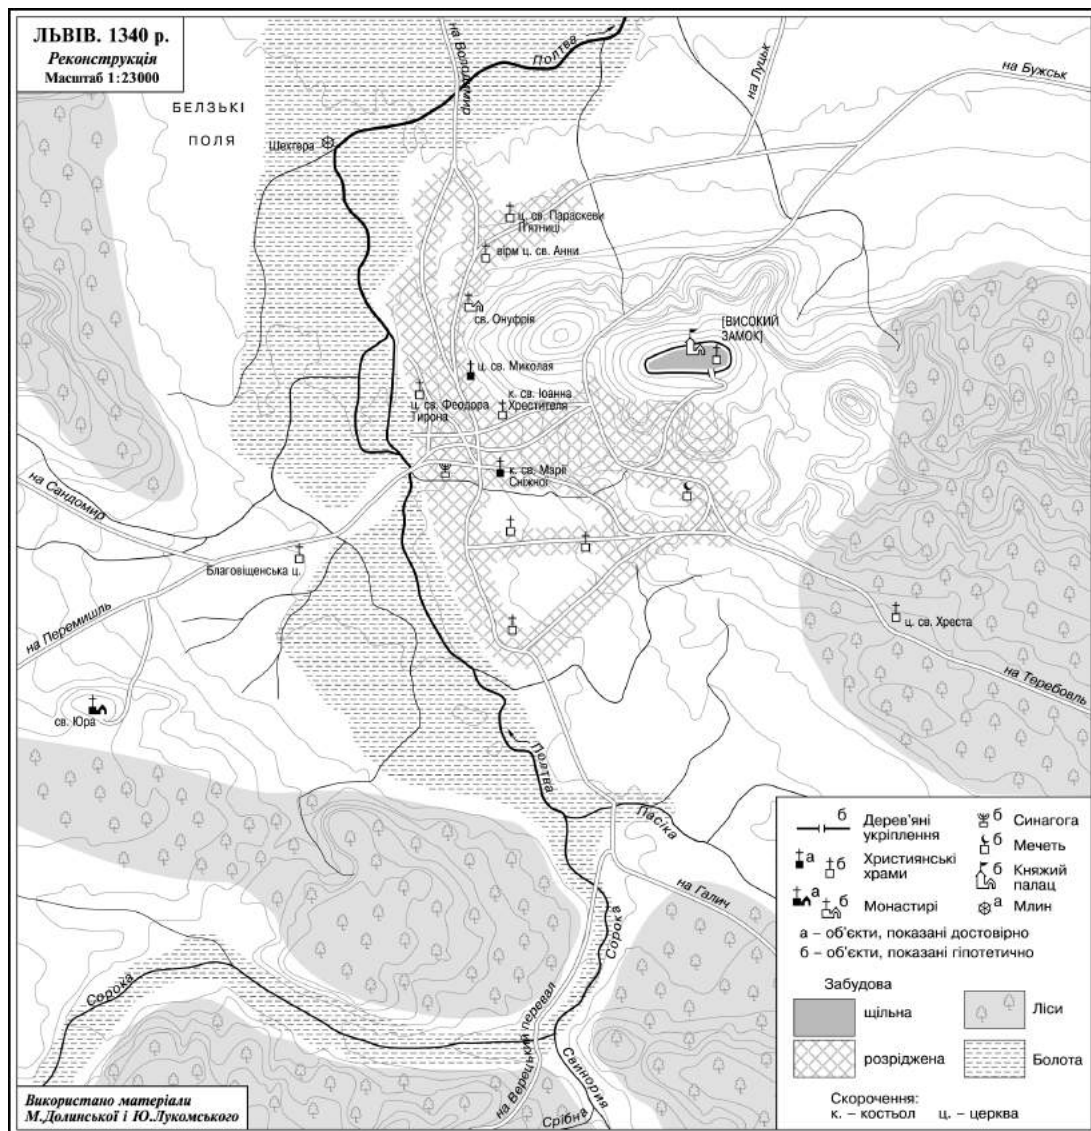 ЛЬВІВ. 1340 р.
Реконструкція
Масштаб 1:23000
БЕЛЗЬКІ
ПОЛЯ
на Володимир
Полтва
на Луцьк
на Бужськ
Шехтера
ц. св. Параскеви
П'ятниці
вірм ц. св. Анни
св. Онуфрія
[ВИСОКИЙ
ЗАМОК]
ц. св. Миколая
ц. св. Феодора
Тирона
к. св. Іоанна
Хрестителя
к. св. Марії
Сніжної
на Сандомир
Благовіщенська ц.
на Перемишль
св. Юра
ц. св. Хреста
на Теребовль
Полтва
Пасіка
на Галич
Сорока
Сорока
на Верецький перевал
Свинория
Срібна
б
Дерев'яні
укріплення
а б
Християнські
храми
а б
Монастирі
б Синагога
б Мечеть
б Княжий
палац
а Млин
а – об'єкти, показані достовірно
б – об'єкти, показані гіпотетично
Забудова
щільна
розріджена
Ліси
Болота
Скорочення:
к. – костьол ц. – церква
Використано матеріали
М.Долинської і Ю.Лукомського